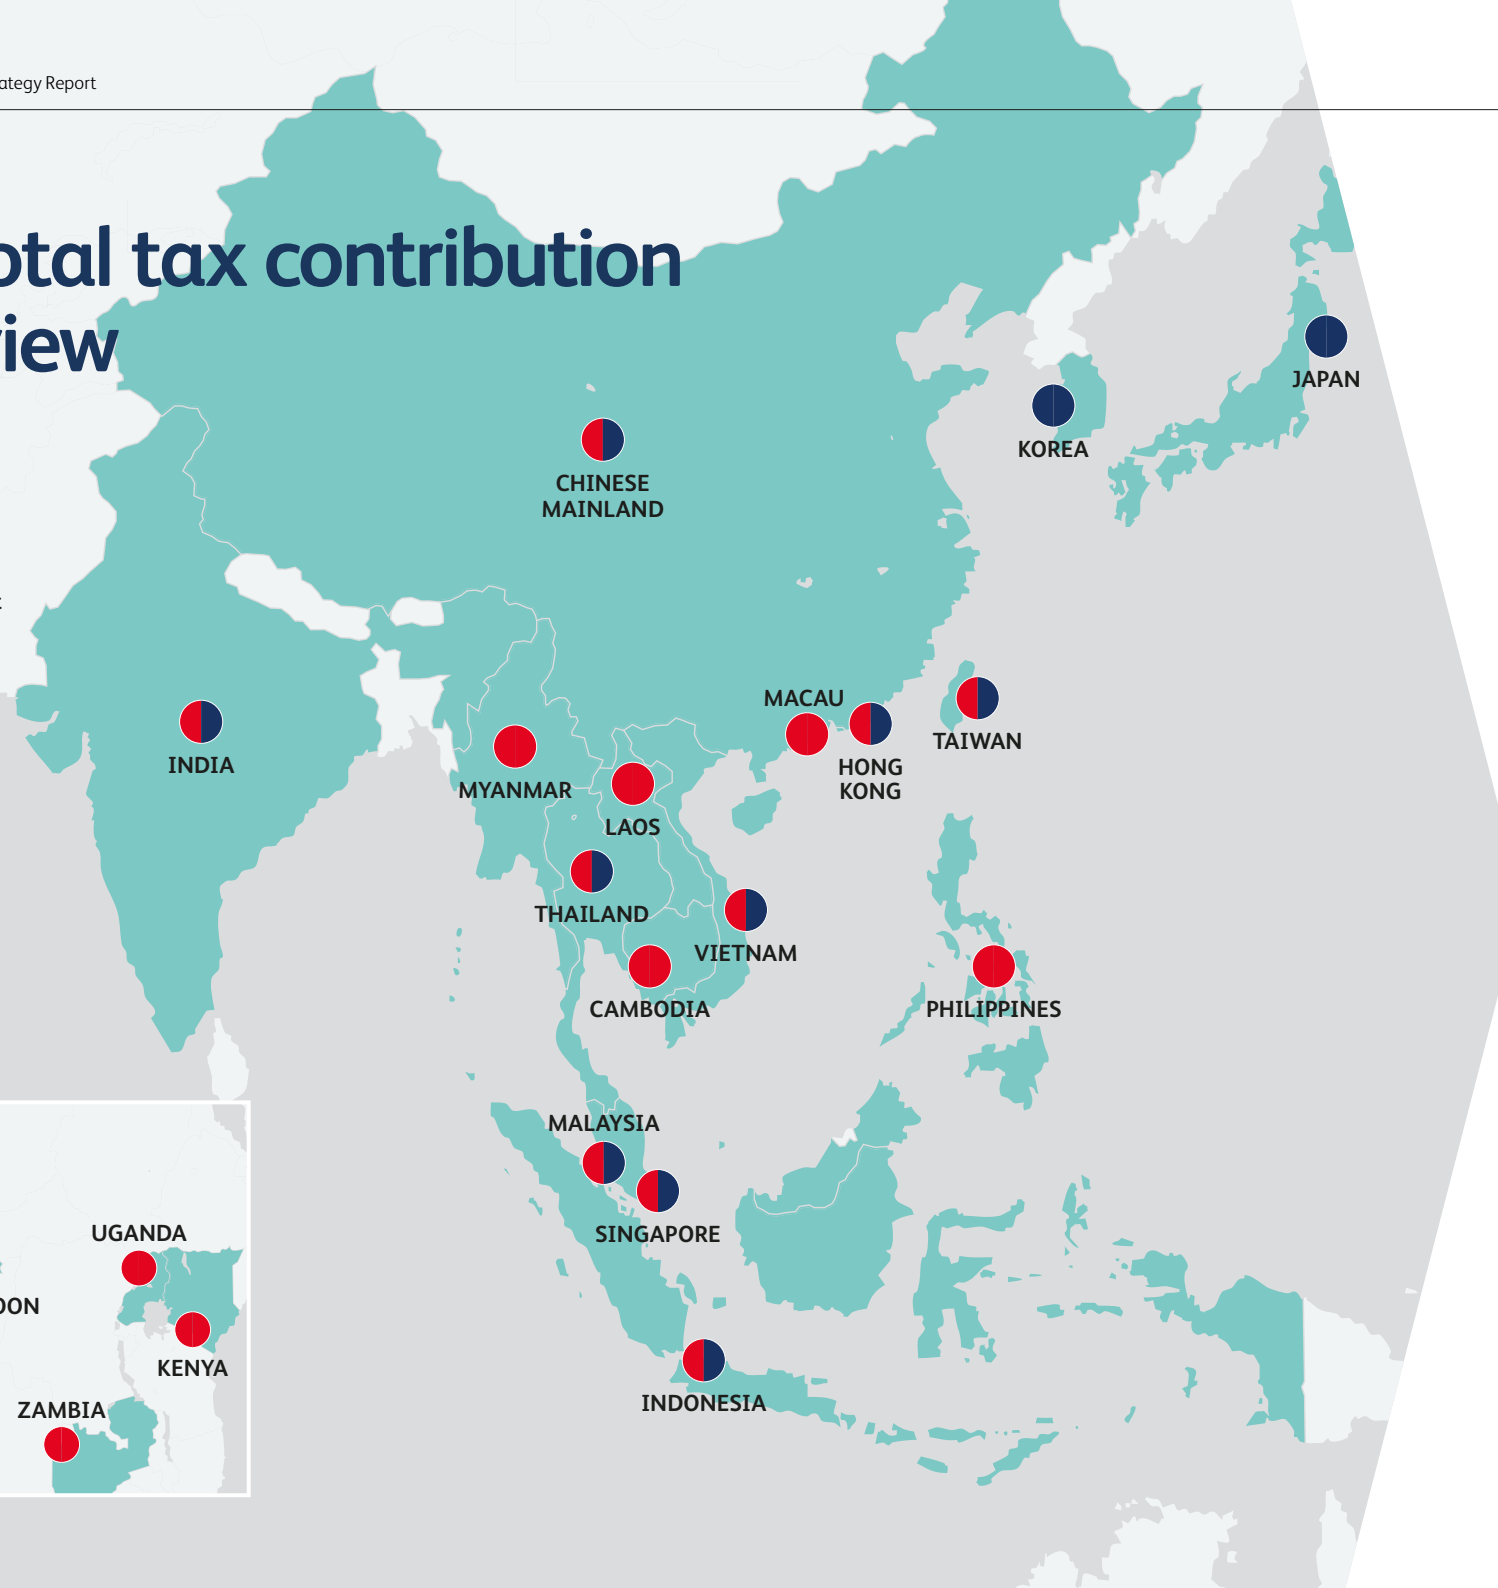 ategy Report
otal tax contribution
iew
JAPAN
KOREA
CHINESE
MAINLAND
MACAU
TAIWAN
INDIA
HONG
KONG
MYANMAR
LAOS
THAILAND
VIETNAM
CAMBODIA
PHILIPPINES
MALAYSIA
SINGAPORE
UGANDA
OON
KENYA
INDONESIA
ZAMBIA